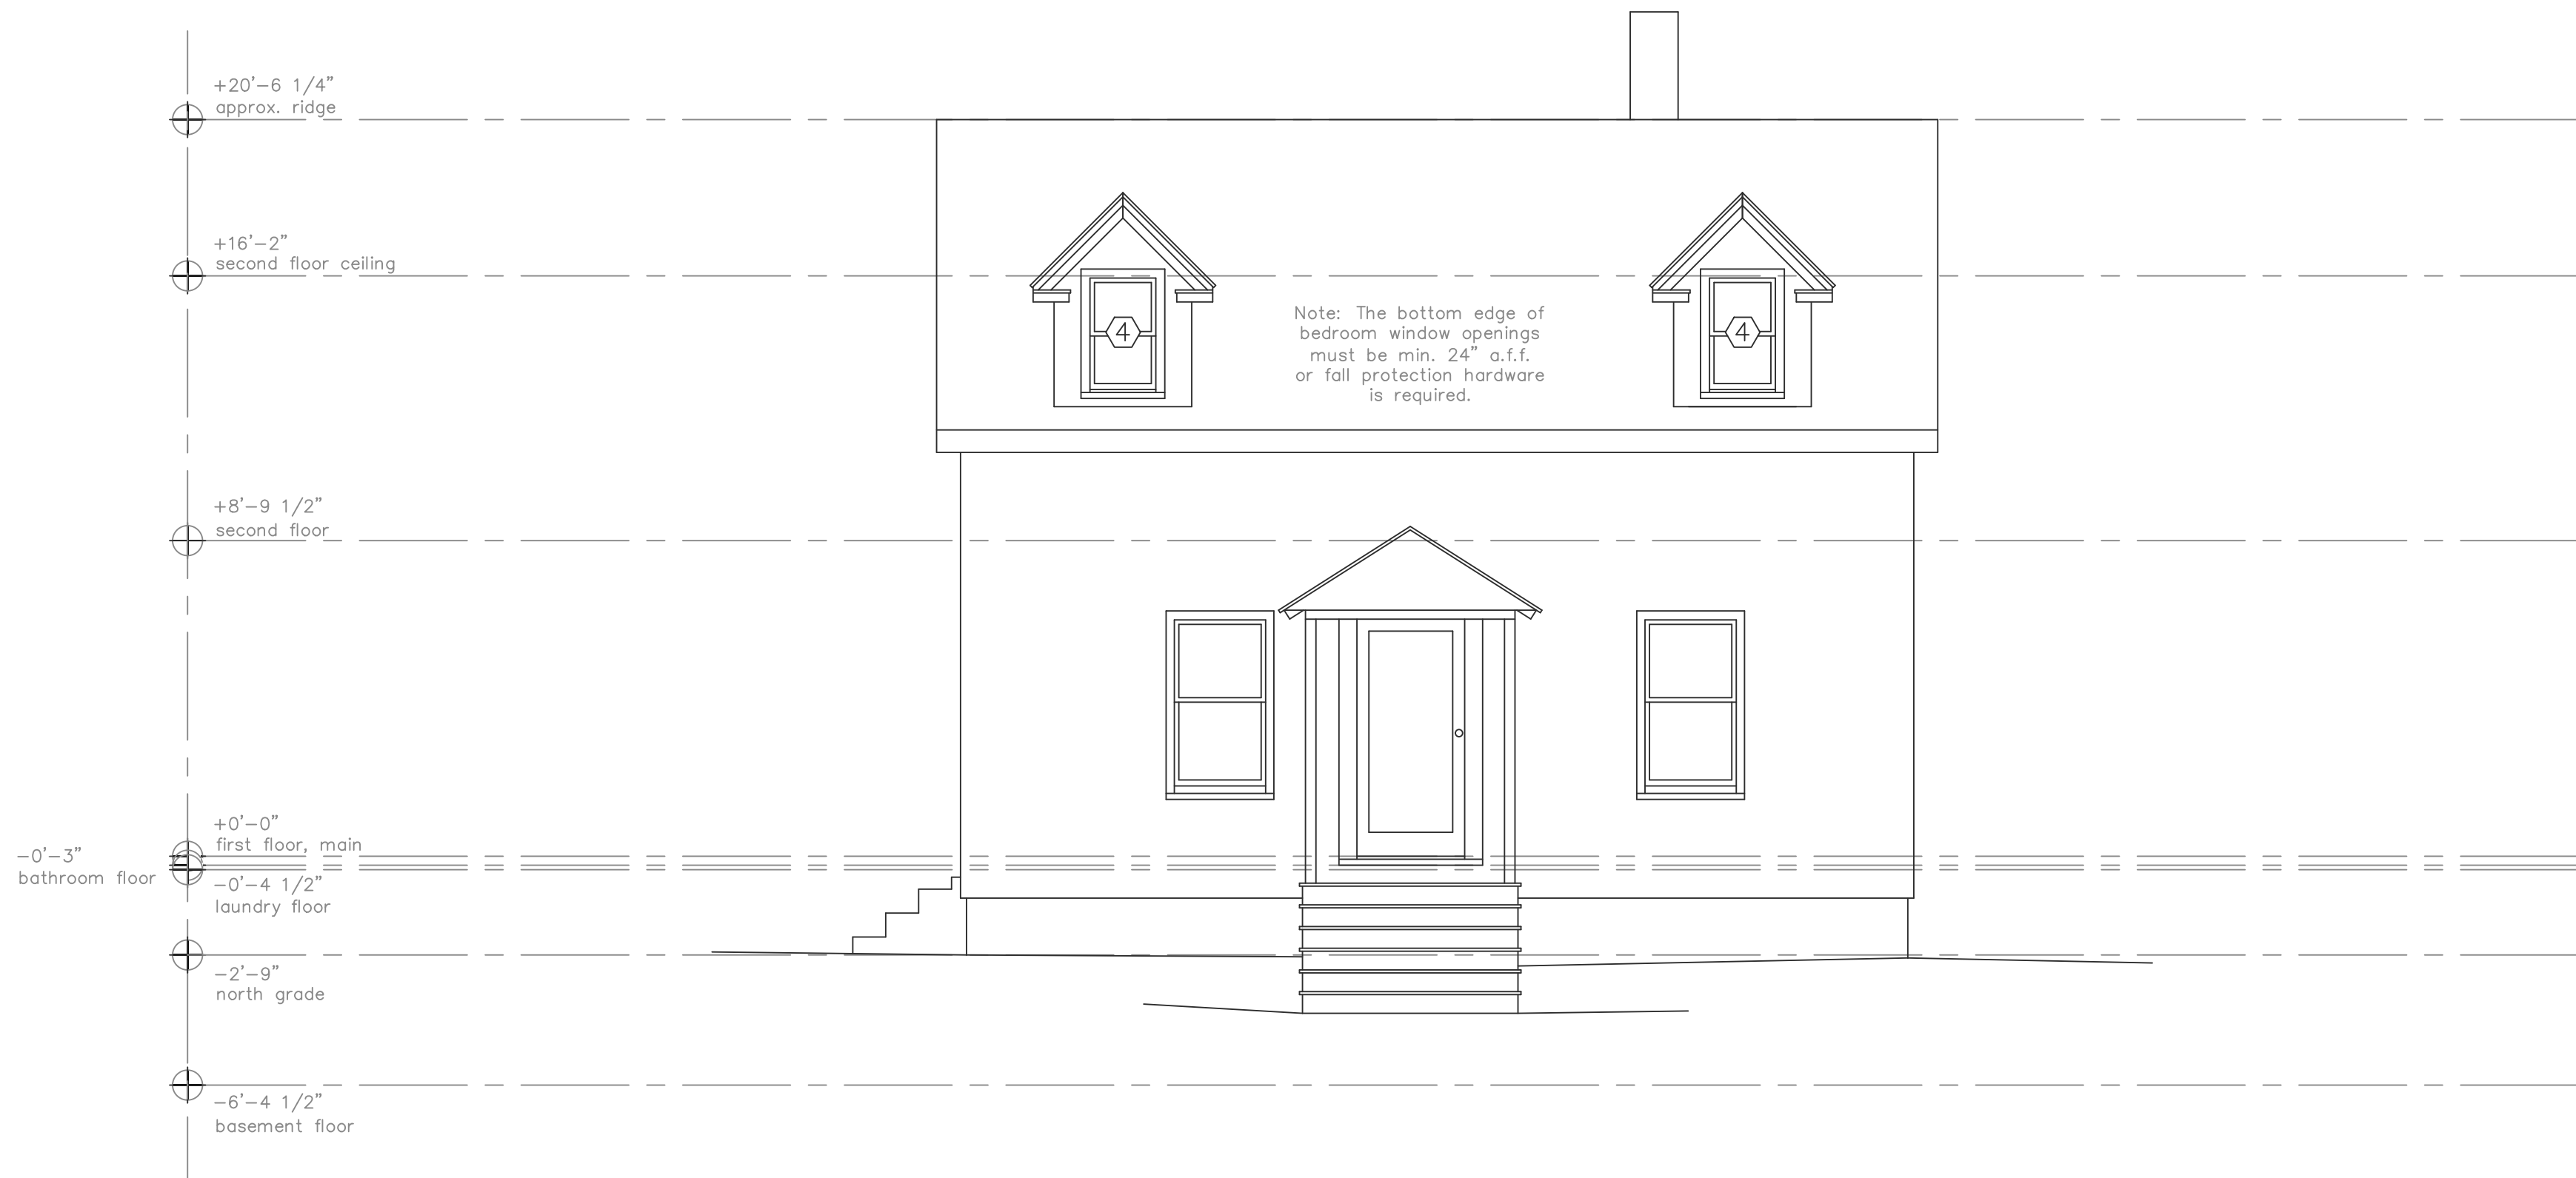 +20’−6 1/4”
approx. ridge
+16’−2”
second floor ceiling
4
4
Note: The bottom edge of
bedroom window openings
must be min. 24” a.f.f.
or fall protection hardware
is required.
+8’−9 1/2”
second floor
+0’−0”
first floor, main
−0’−3”
bathroom floor
−0’−4 1/2”
laundry floor
−2’−9”
north grade
−6’−4 1/2”
basement floor